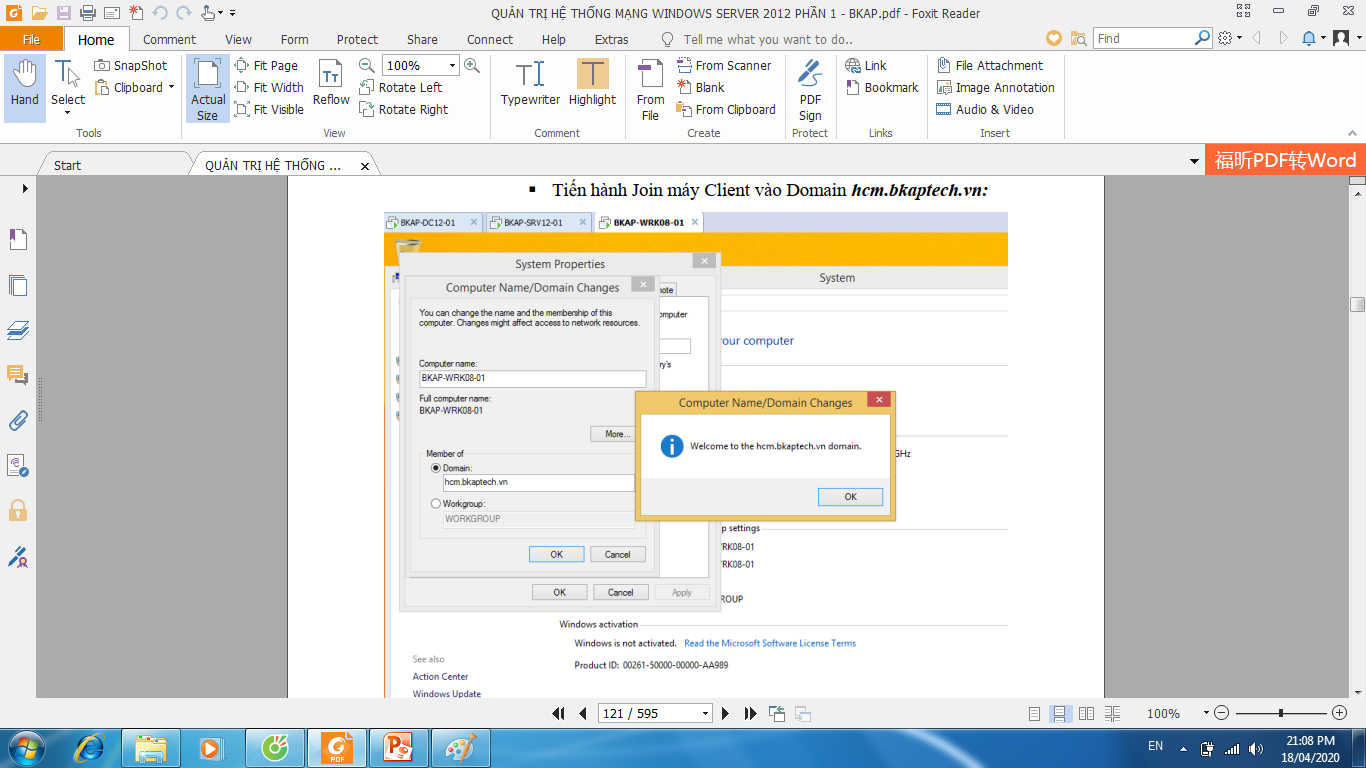 QUẢN TRỊ HỆ THỐNG MẠNG WINDOWS SERVER 2012 PHẦN 1 - BKAP.pdf - Foxit Reader
File Home Comment View Form Protect Share Connect Help Extras Tell me what you want to do.. Find
Hand
Select
SnapShot
Clipboard
Tools
Actual Size
Fit Page
Fit Width
Fit Visible
Reflow
100%
Rotate Left
Rotate Right
View
Typewriter
Highlight
Comment
From File
From Scanner
Blank
From Clipboard
Create
PDF Sign
Protect
Link
Bookmark
Links
File Attachment
Image Annotation
Audio & Video
Insert
Start
QUẢN TRỊ HỆ THỐNG ...
福昕PDF转Word
▪ Tiến hành Join máy Client vào Domain hcm.bkaptech.vn:
BKAP-DC12-01 BKAP-SRV12-01 BKAP-WRK08-01
System Properties
System
Computer Name/Domain Changes
note
You can change the name and the membership of this
computer. Changes might affect access to network resources.
omputer
our computer
Computer name:
ry's
BKAP-WRK08-01
Full computer name:
BKAP-WRK08-01
More...
Member of
Domain:
hcm.bkaptech.vn
Workgroup:
WORKGROUP
OK Cancel
OK Cancel Apply
Computer Name/Domain Changes
Welcome to the hcm.bkaptech.vn domain.
OK
GHz
p settings
RK08-01
RK08-01
ROUP
Windows activation
Windows is not activated. Read the Microsoft Software License Terms
Product ID: 00261-50000-00000-AA989
See also
Action Center
Windows Update
121 / 595
100%
EN
21:08 PM
18/04/2020